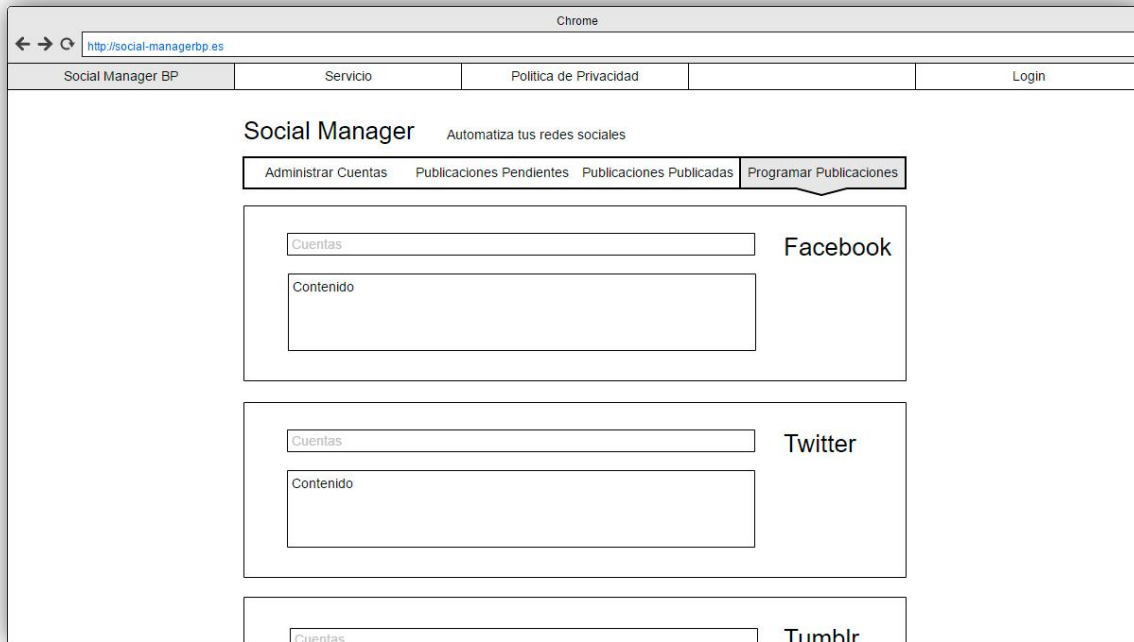 Chrome
http://social-managerbp.es
Social Manager BP Servicio Politica de Privacidad Login
Social Manager Automatiza tus redes sociales
Administrar Cuentas Publicaciones Pendientes Publicaciones Publicadas Programar Publicaciones
Cuentas Facebook
Contenido
Cuentas Twitter
Contenido
Cuentas Tumblr